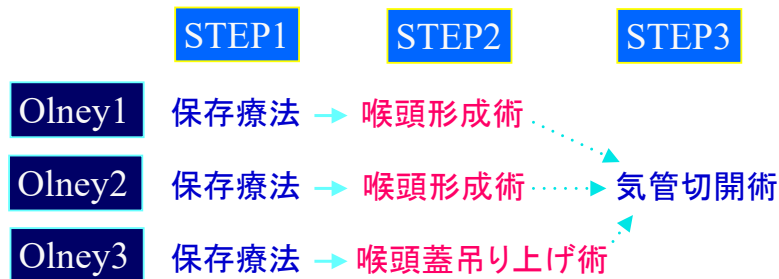 STEP1 STEP2 STEP3
Olney1 保存療法 喉頭形成術
Olney2 保存療法 喉頭形成術 気管切開術
Olney3 保存療法 喉頭蓋吊り上げ術